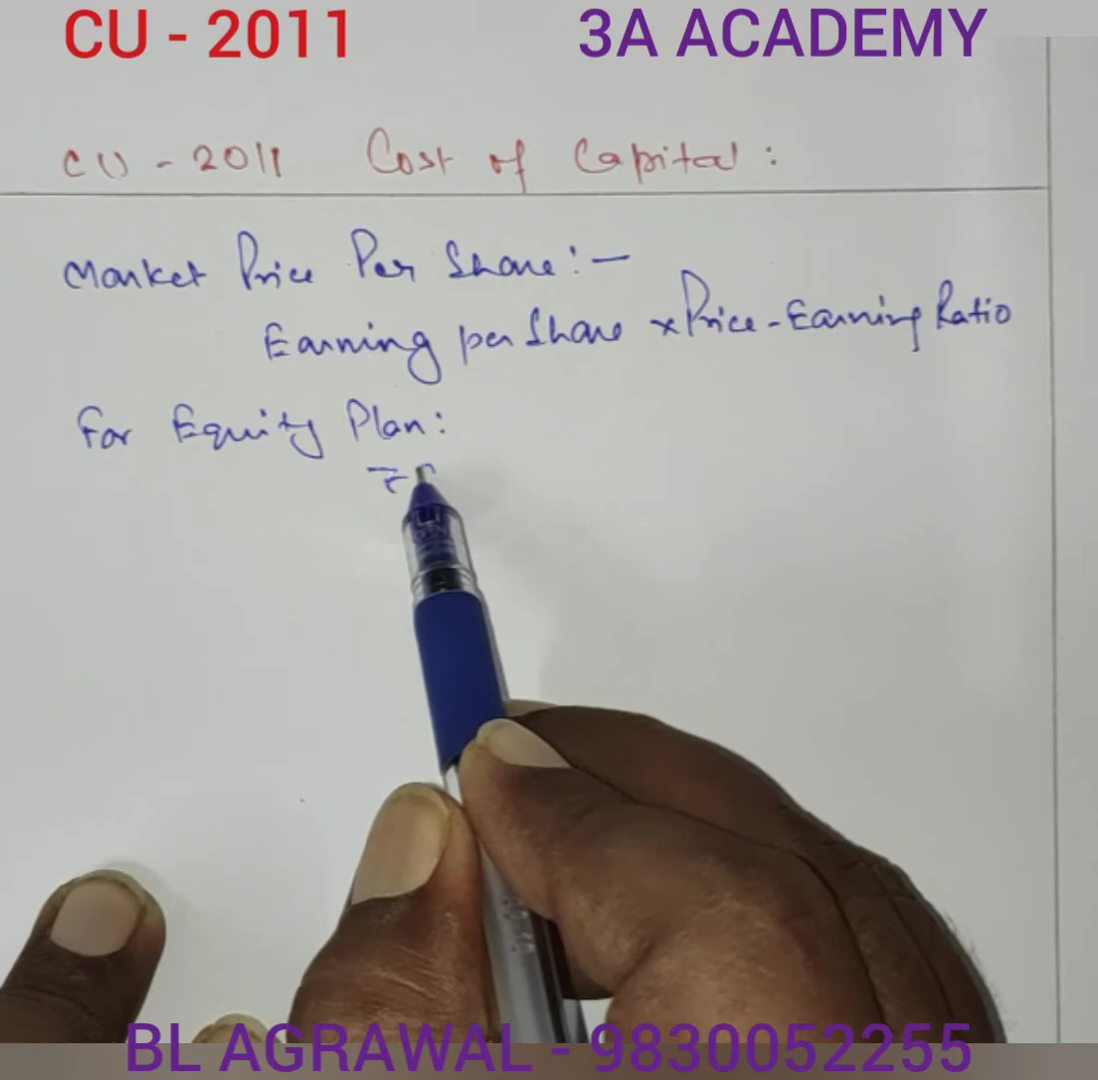 CU - 2011 3A ACADEMY
CU - 2011 Cost of Capital :
Market Price Per Share :-
Earning per Share x Price - Earning Ratio
For Equity Plan :
₹
BL AGRAWAL - 9830052255